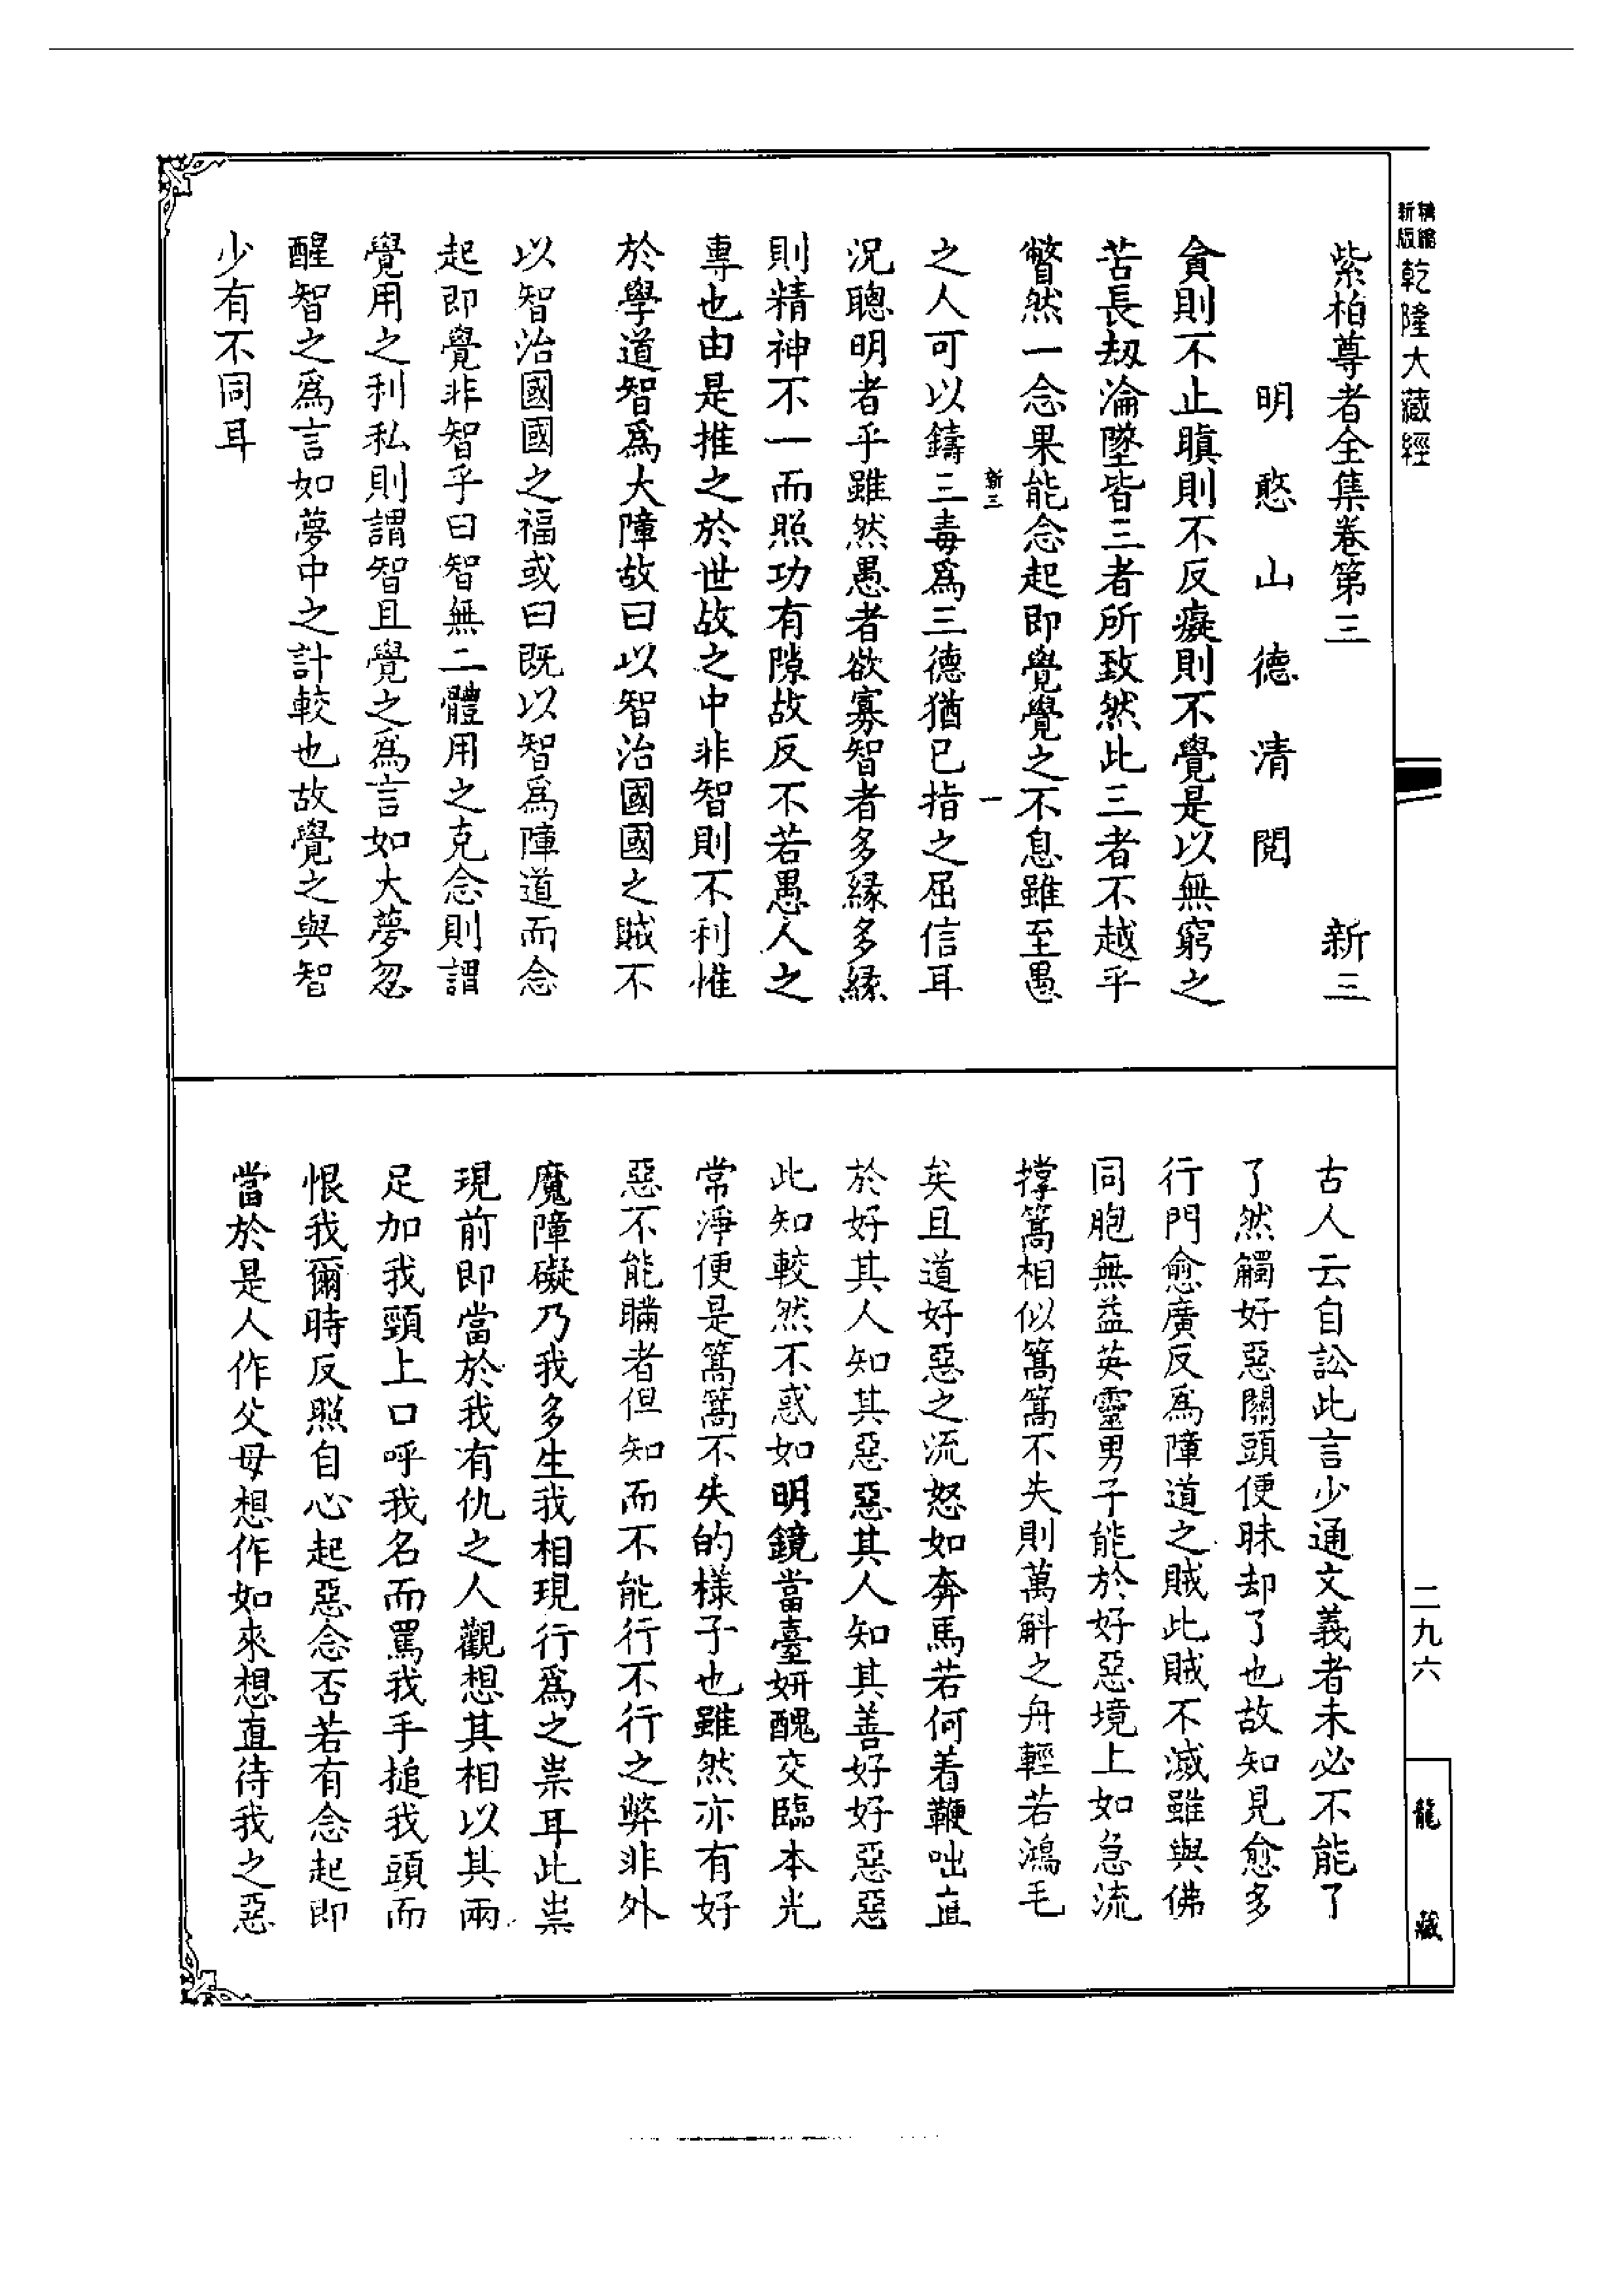 精縮新版乾隆大藏經
紫柏尊者全集卷第三 新三
明憨山德清閱
貪則不止瞋則不反癡則不覺是以無窮之
苦長劫淪墜皆三者所致然此三者不越乎
瞥然一念果能念起即覺覺之不息雖至愚
新三 一
之人可以鑄三毒爲三德猶已指之屈信耳
況聰明者乎雖然愚者欲寡智者多緣多緣
則精神不一而照功有隙故反不若愚人之
專也由是推之於世故之中非智則不利惟
於學道智爲大障故曰以智治國國之賊不
以智治國國之福或曰既以智爲障道而念
起即覺非智乎曰智無二體用之克念則謂
覺用之利私則謂智且覺之爲言如大夢忽
醒智之爲言如夢中之計較也故覺之與智
少有不同耳
古人云自訟此言少通文義者未必不能了
了然觸好惡關頭便昧却了也故知見愈多
行門愈廣反爲障道之賊此賊不滅雖與佛
同胞無益英靈男子能於好惡境上如急流
撐篙相似篙篙不失則萬斛之舟輕若鴻毛
矣且道好惡之流怒如奔馬若何着鞭咄直
於好其人知其惡惡其人知其善好好惡惡
此知較然不惑如明鏡當臺妍醜交臨本光
常淨便是篙篙不失的樣子也雖然亦有好
惡不能瞞者但知而不能行不行之弊非外
魔障礙乃我多生我相現行爲之祟耳此祟
現前即當於我有仇之人觀想其相以其兩
足加我頸上口呼我名而罵我手搥我頭而
恨我爾時反照自心起惡念否若有念起即
當於是人作父母想作如來想直待我之惡
二九六
龍藏